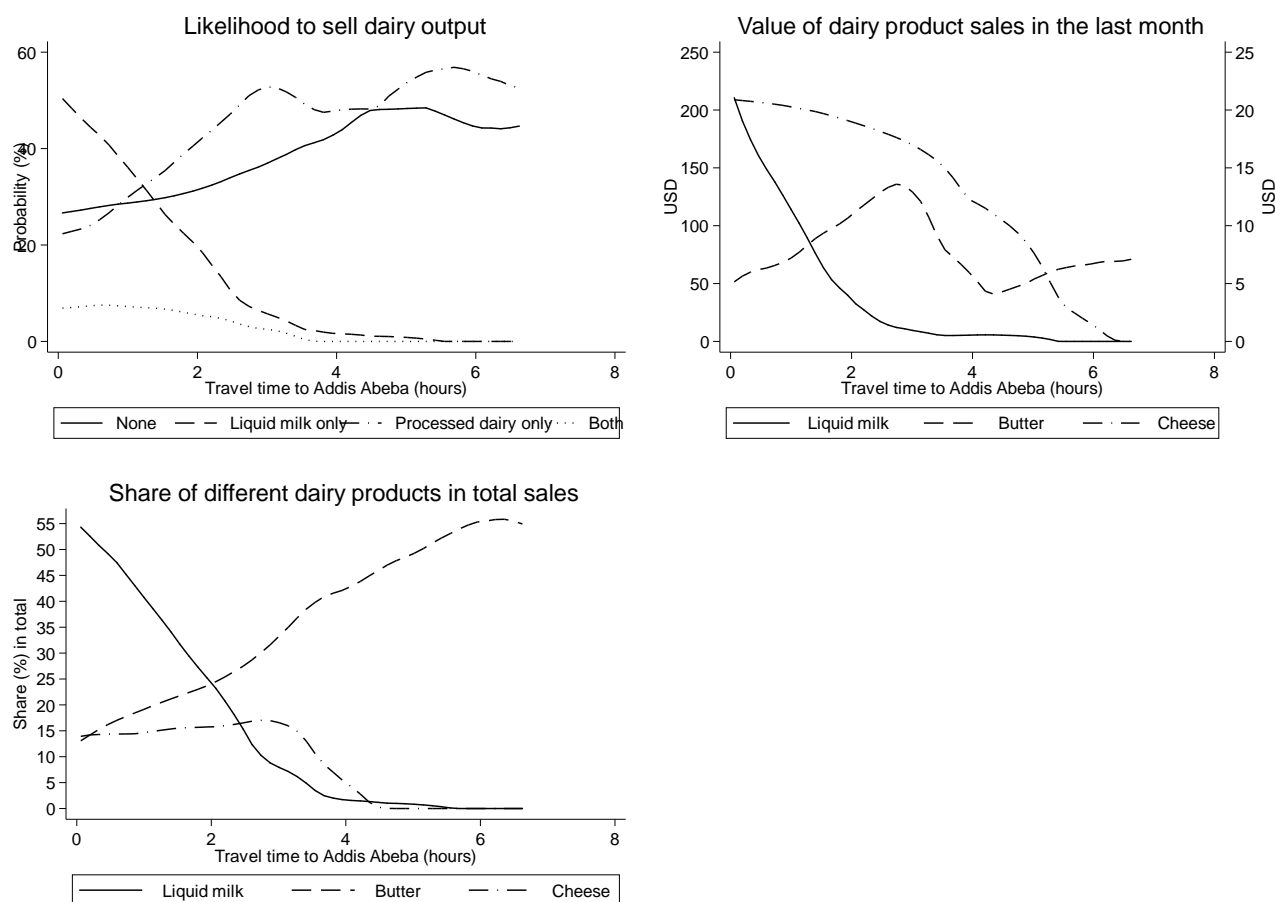 Likelihood to sell dairy output
Probability (%)
60
40
20
0
0 2 4 6 8
Travel time to Addis Abeba (hours)
None Liquid milk only Processed dairy only Both
Value of dairy product sales in the last month
USD
250
200
150
100
50
0
25
20
15
10
5
0
USD
0 2 4 6 8
Travel time to Addis Abeba (hours)
Liquid milk Butter Cheese
Share of different dairy products in total sales
Share (%) in total
55
50
45
40
35
30
25
20
15
10
5
0
0 2 4 6 8
Travel time to Addis Abeba (hours)
Liquid milk Butter Cheese